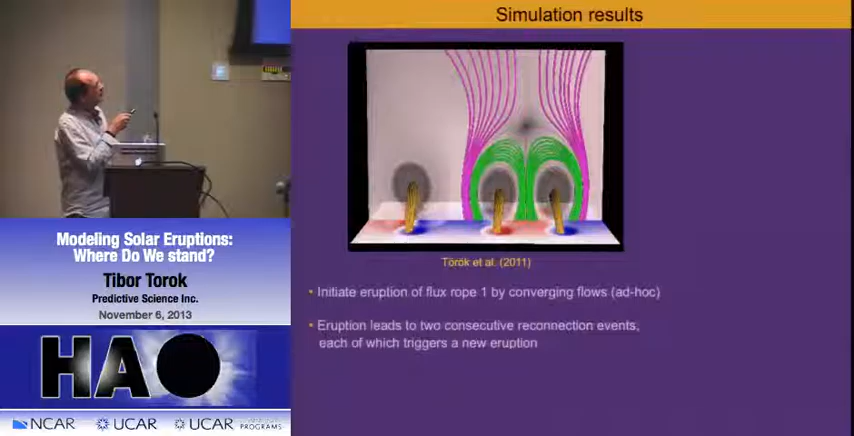 Simulation results
Török et al. (2011)
• Initiate eruption of flux rope 1 by converging flows (ad-hoc)
• Eruption leads to two consecutive reconnection events,
each of which triggers a new eruption
Modeling Solar Eruptions:
Where Do We stand?
Tibor Torok
Predictive Science Inc.
November 6, 2013
HAO
NCAR UCAR UCAR
PROGRAMS